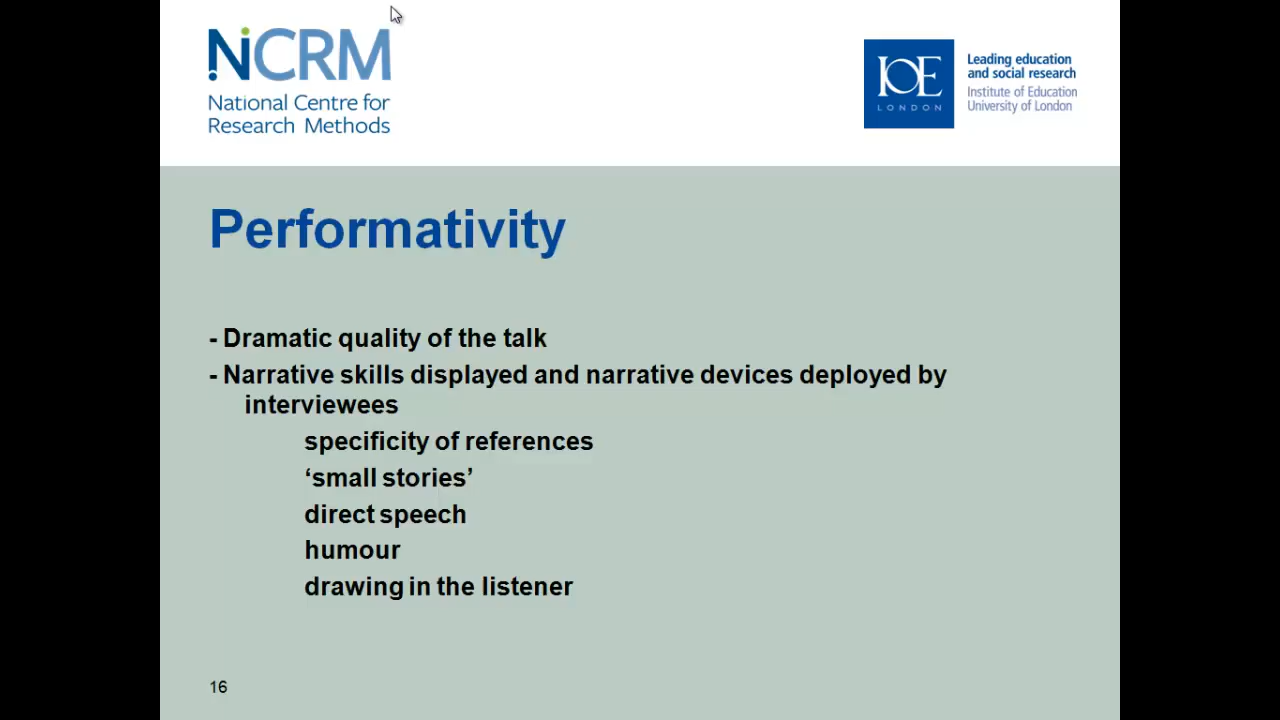 NCRM
National Centre for
Research Methods
IOE
LONDON
Leading education
and social research
Institute of Education
University of London
Performativity
- Dramatic quality of the talk
- Narrative skills displayed and narrative devices deployed by
interviewees
specificity of references
‘small stories’
direct speech
humour
drawing in the listener
16